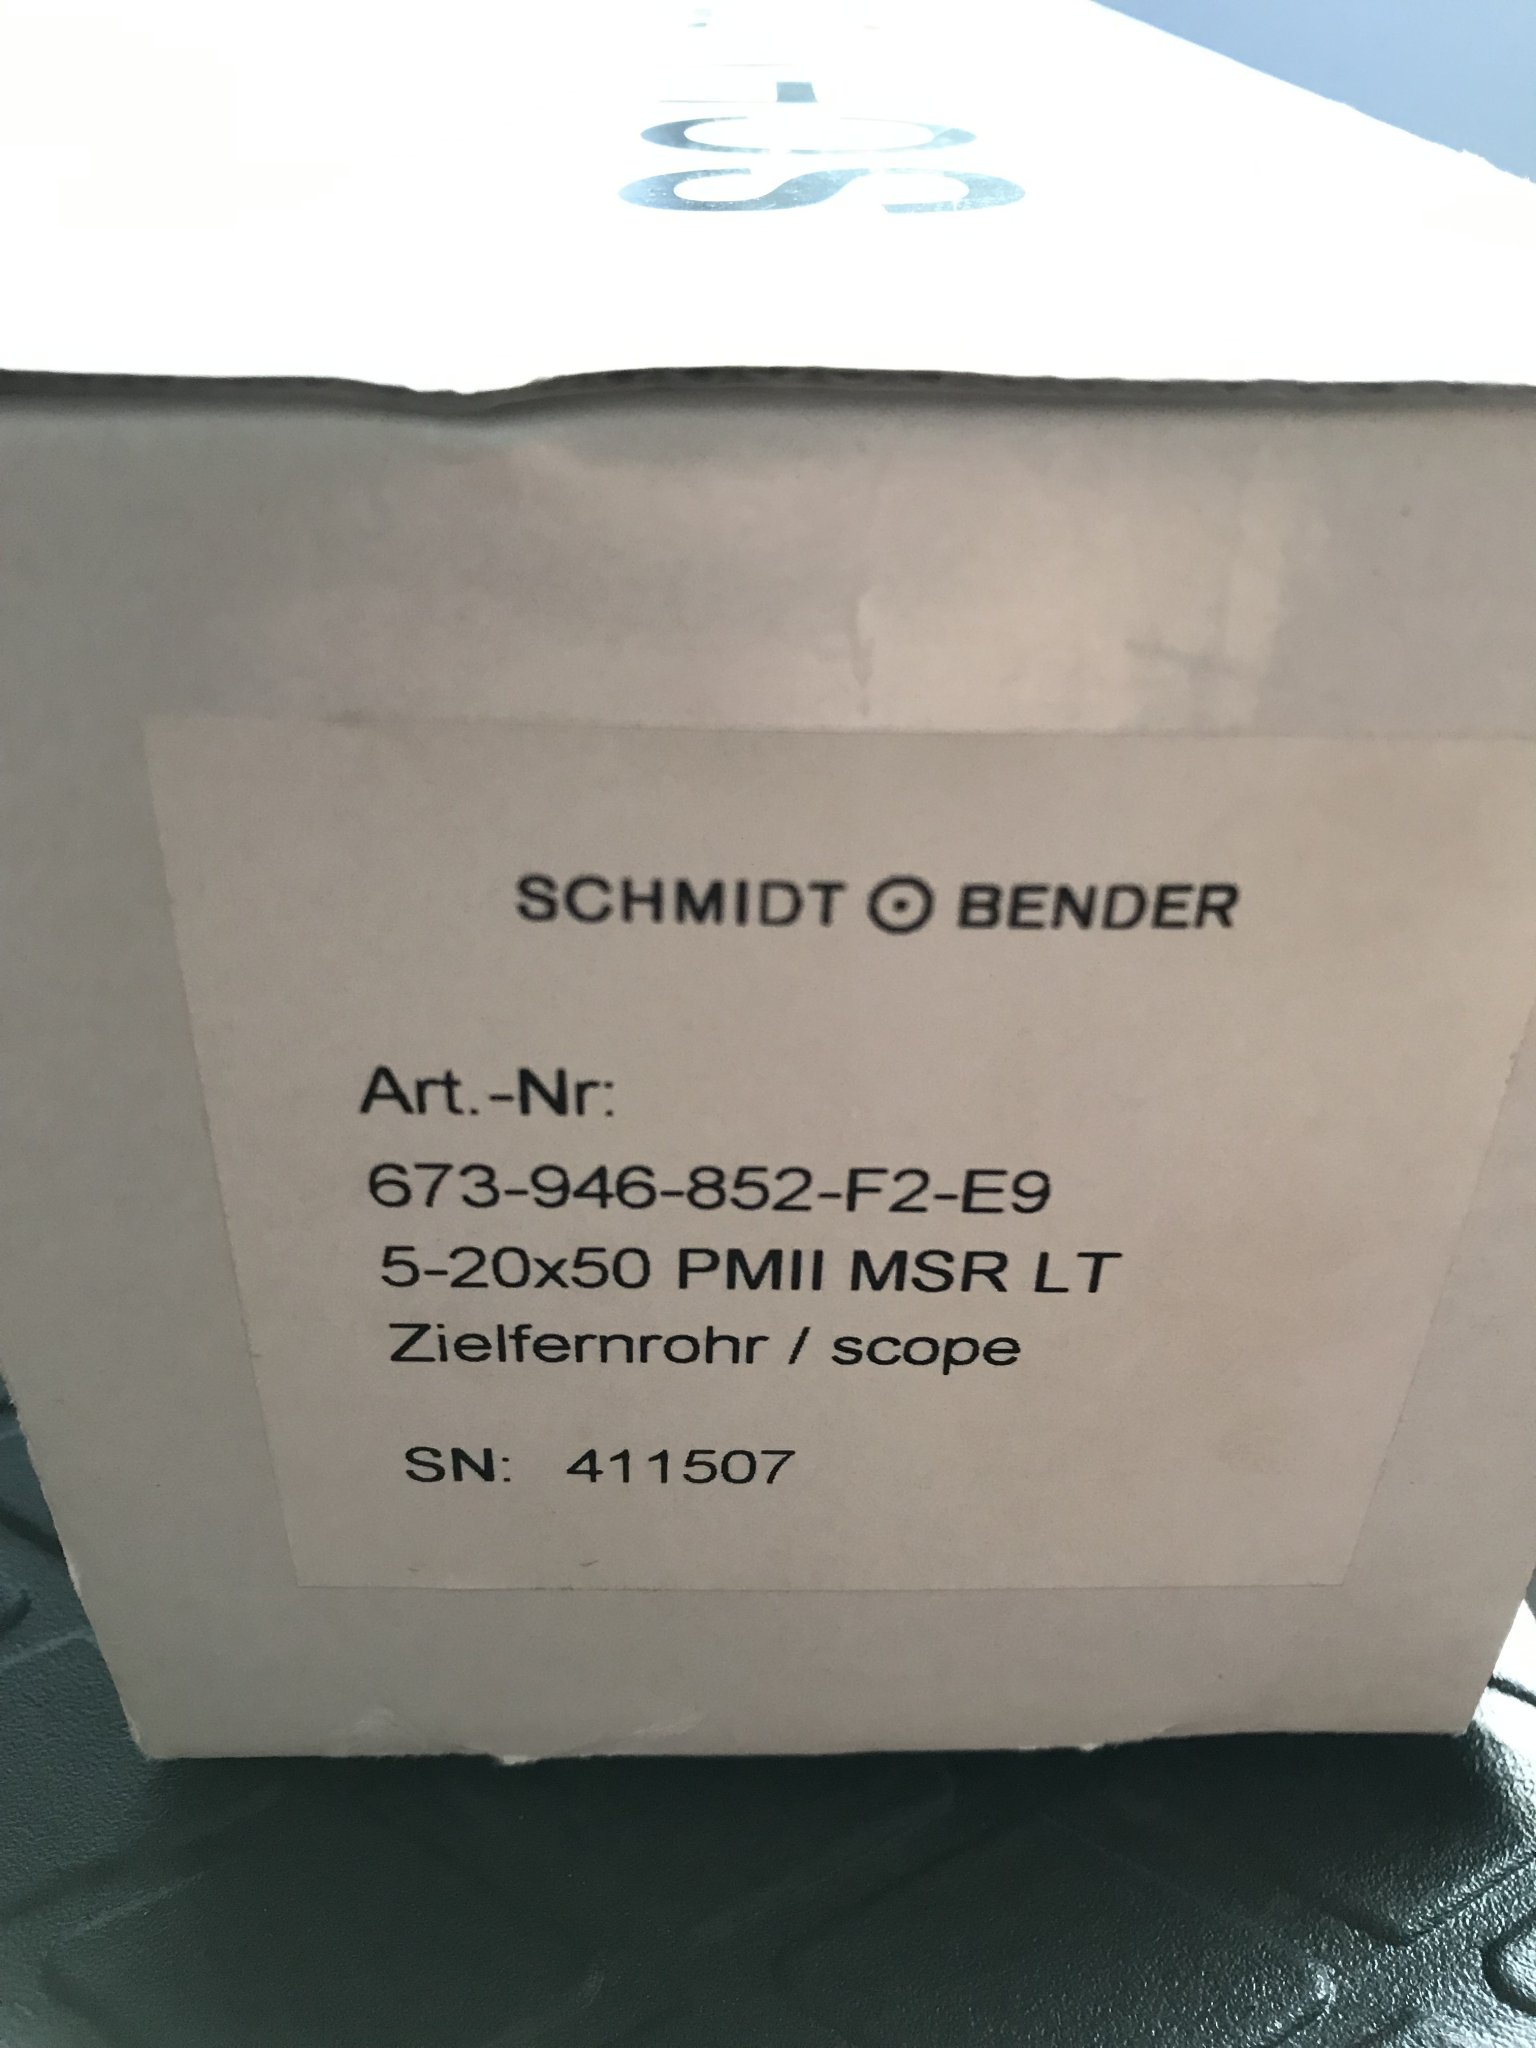 SCHMIDT BENDER
Art.-Nr:
673-946-852-F2-E9
5-20x50 PMII MSR LT
Zielfernrohr / scope
SN: 411507